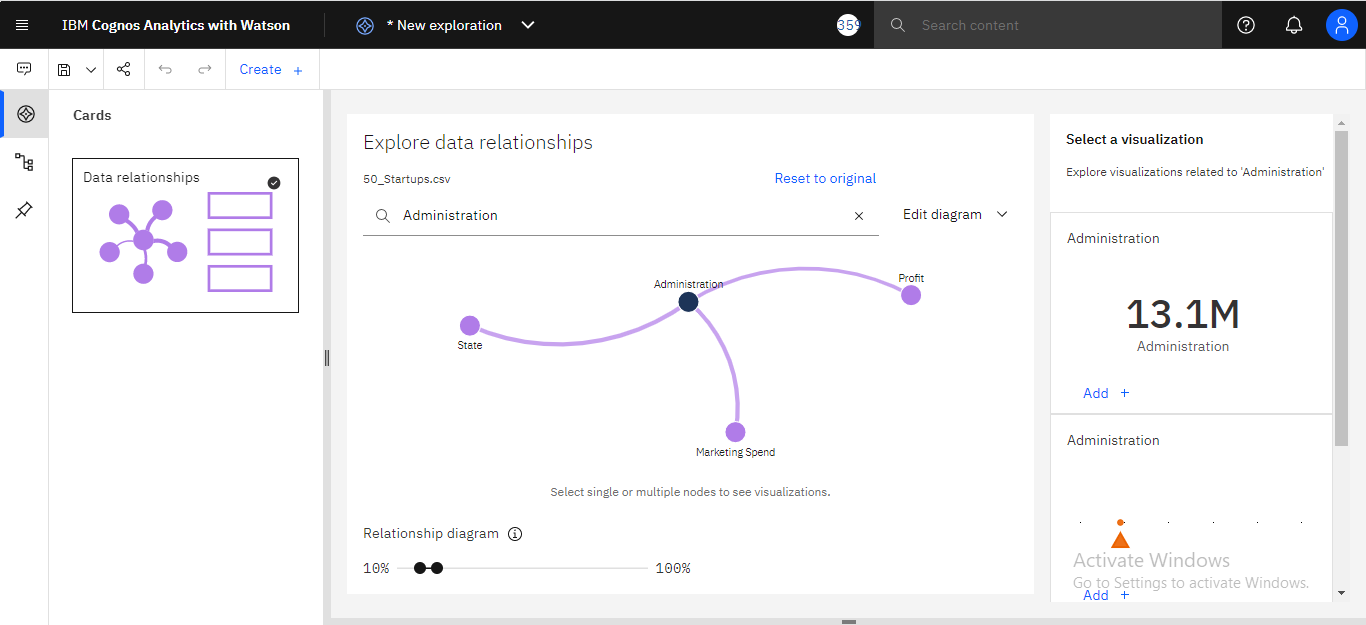 IBM Cognos Analytics with Watson
* New exploration
359
Search content
Create +
Cards
Data relationships
Explore data relationships
50_Startups.csv
Reset to original
Administration
Edit diagram
Administration
Profit
State
Marketing Spend
Select single or multiple nodes to see visualizations.
Relationship diagram
10%
100%
Select a visualization
Explore visualizations related to 'Administration'
Administration
13.1M
Administration
Add +
Administration
Activate Windows
Go to Settings to activate Windows.
Add +